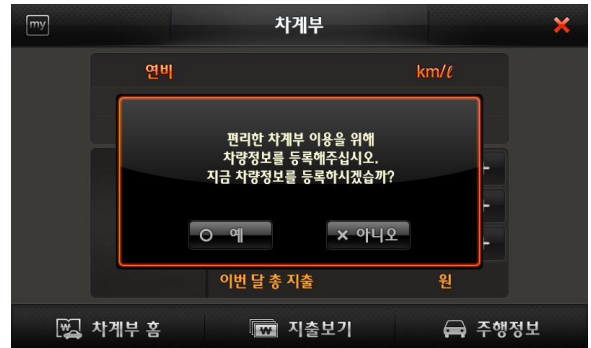 my
차계부
연비 km/ℓ
편리한 차계부 이용을 위해
차량정보를 등록해주십시오.
지금 차량정보를 등록하시겠습까?
예
아니오
이번 달 총 지출 원
차계부 홈 지출보기 주행정보